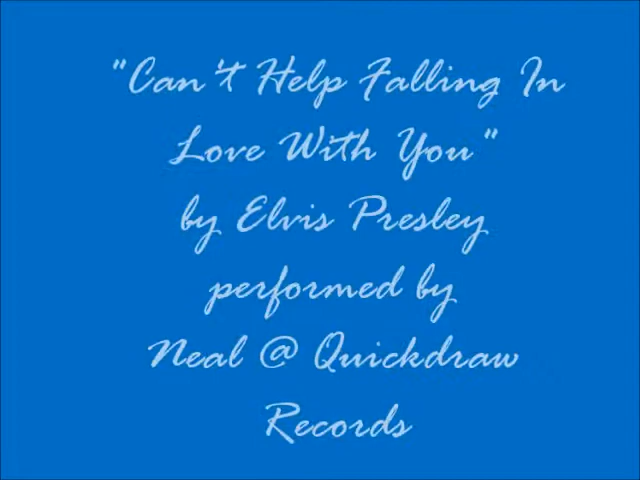 "Can't Help Falling In
Love With You"
by Elvis Presley
performed by
Neal @ Quickdraw
Records